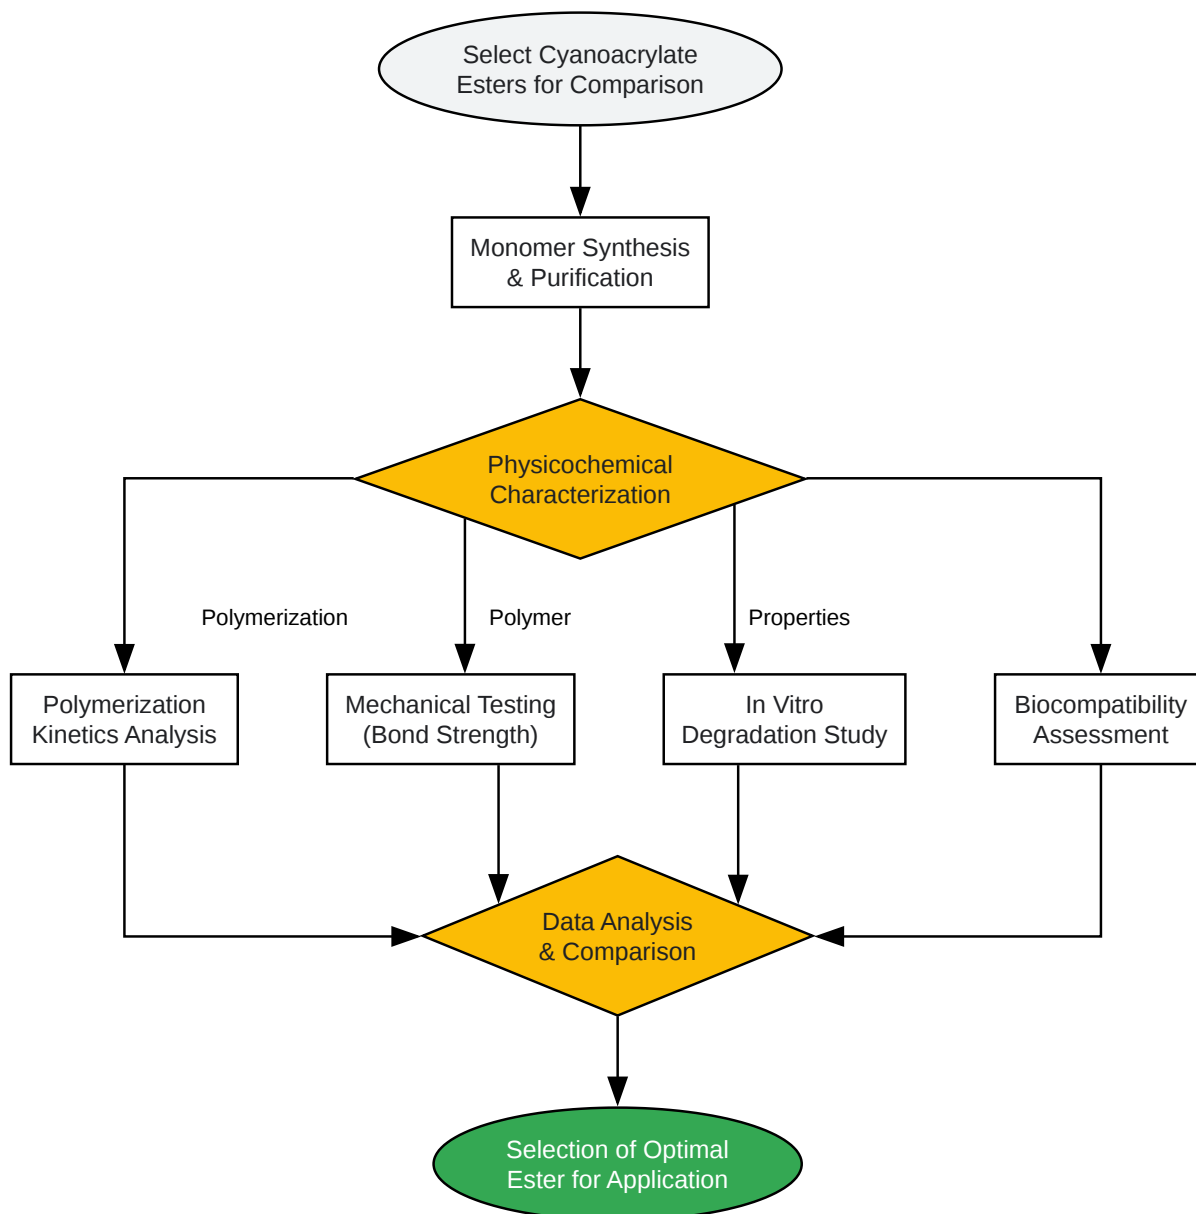 Select Cyanoacrylate
Esters for Comparison
Monomer Synthesis
& Purification
Physicochemical
Characterization
Polymerization
Polymer
Properties
Polymerization
Kinetics Analysis
Mechanical Testing
(Bond Strength)
In Vitro
Degradation Study
Biocompatibility
Assessment
Data Analysis
& Comparison
Selection of Optimal
Ester for Application